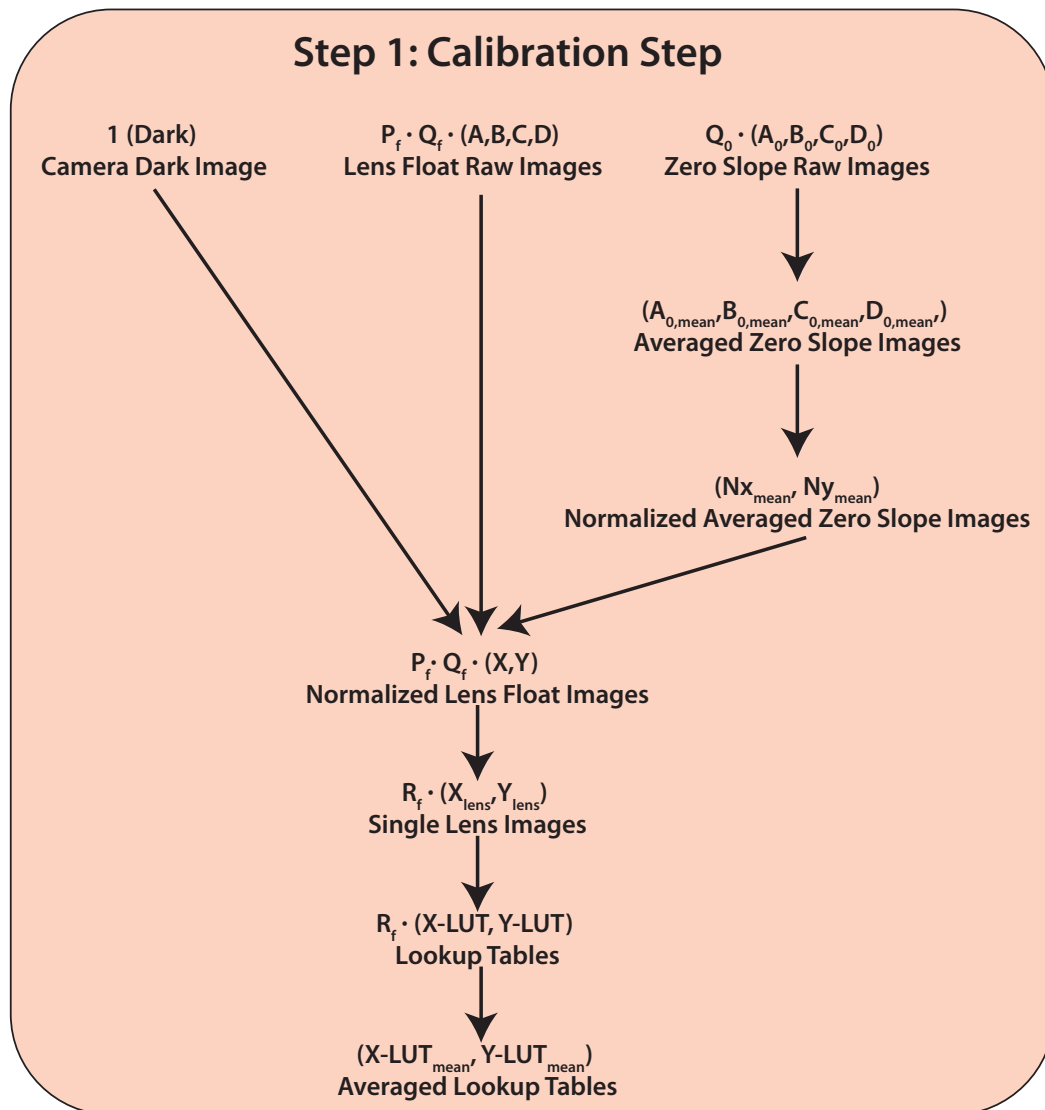 Step 1: Calibration Step
1 (Dark)
Camera Dark Image
P_f · Q_f · (A,B,C,D)
Lens Float Raw Images
Q_0 · (A_0,B_0,C_0,D_0)
Zero Slope Raw Images
(A_0,mean,B_0,mean,C_0,mean,D_0,mean,)
Averaged Zero Slope Images
(Nx_mean, Ny_mean)
Normalized Averaged Zero Slope Images
P_f · Q_f · (X,Y)
Normalized Lens Float Images
R_f · (X_lens,Y_lens)
Single Lens Images
R_f · (X-LUT, Y-LUT)
Lookup Tables
(X-LUT_mean, Y-LUT_mean)
Averaged Lookup Tables